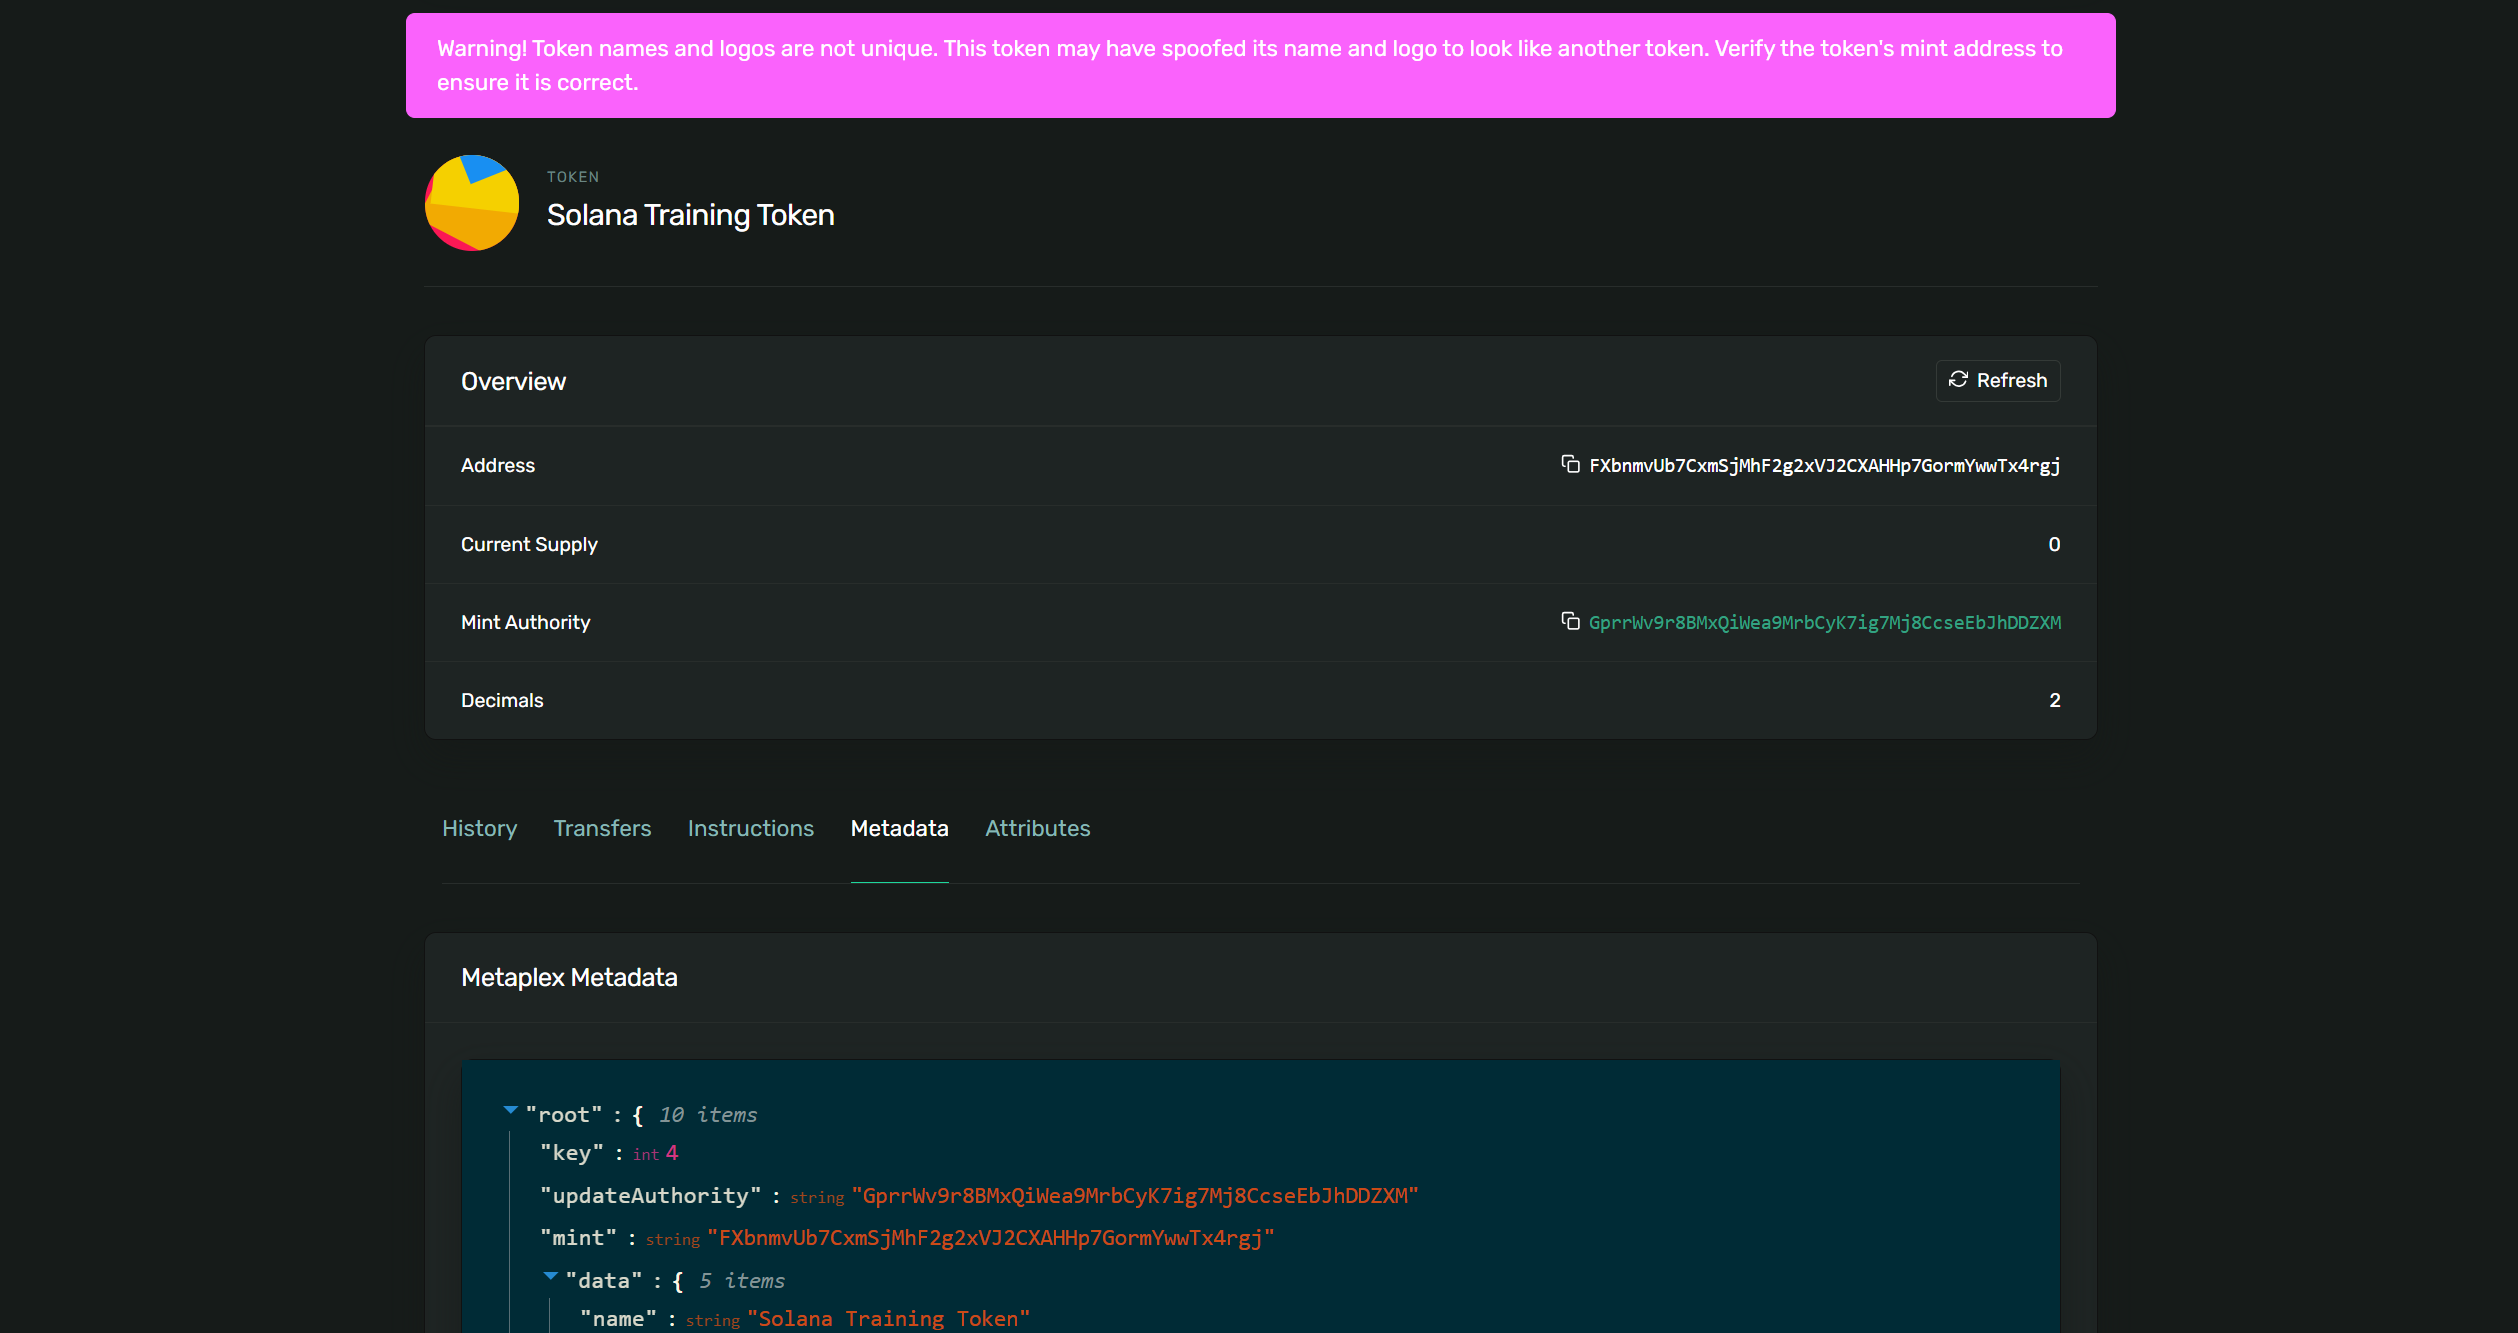 Warning! Token names and logos are not unique. This token may have spoofed its name and logo to look like another token. Verify the token's mint address to
ensure it is correct.
TOKEN
Solana Training Token
Overview
Refresh
Address
FXbnmvUb7CxmSjMhF2g2xVJ2CXAHHp7GormYwwTx4rgj
Current Supply
0
Mint Authority
GprrWv9r8BMxQiWea9MrbCyK7ig7Mj8CcseEbJhDDZXM
Decimals
2
History Transfers Instructions Metadata Attributes
Metaplex Metadata
"root" : { 10 items
"key" : int 4
"updateAuthority" : string "GprrWv9r8BMxQiWea9MrbCyK7ig7Mj8CcseEbJhDDZXM"
"mint" : string "FXbnmvUb7CxmSjMhF2g2xVJ2CXAHHp7GormYwwTx4rgj"
"data" : { 5 items
"name" : string "Solana Training Token"